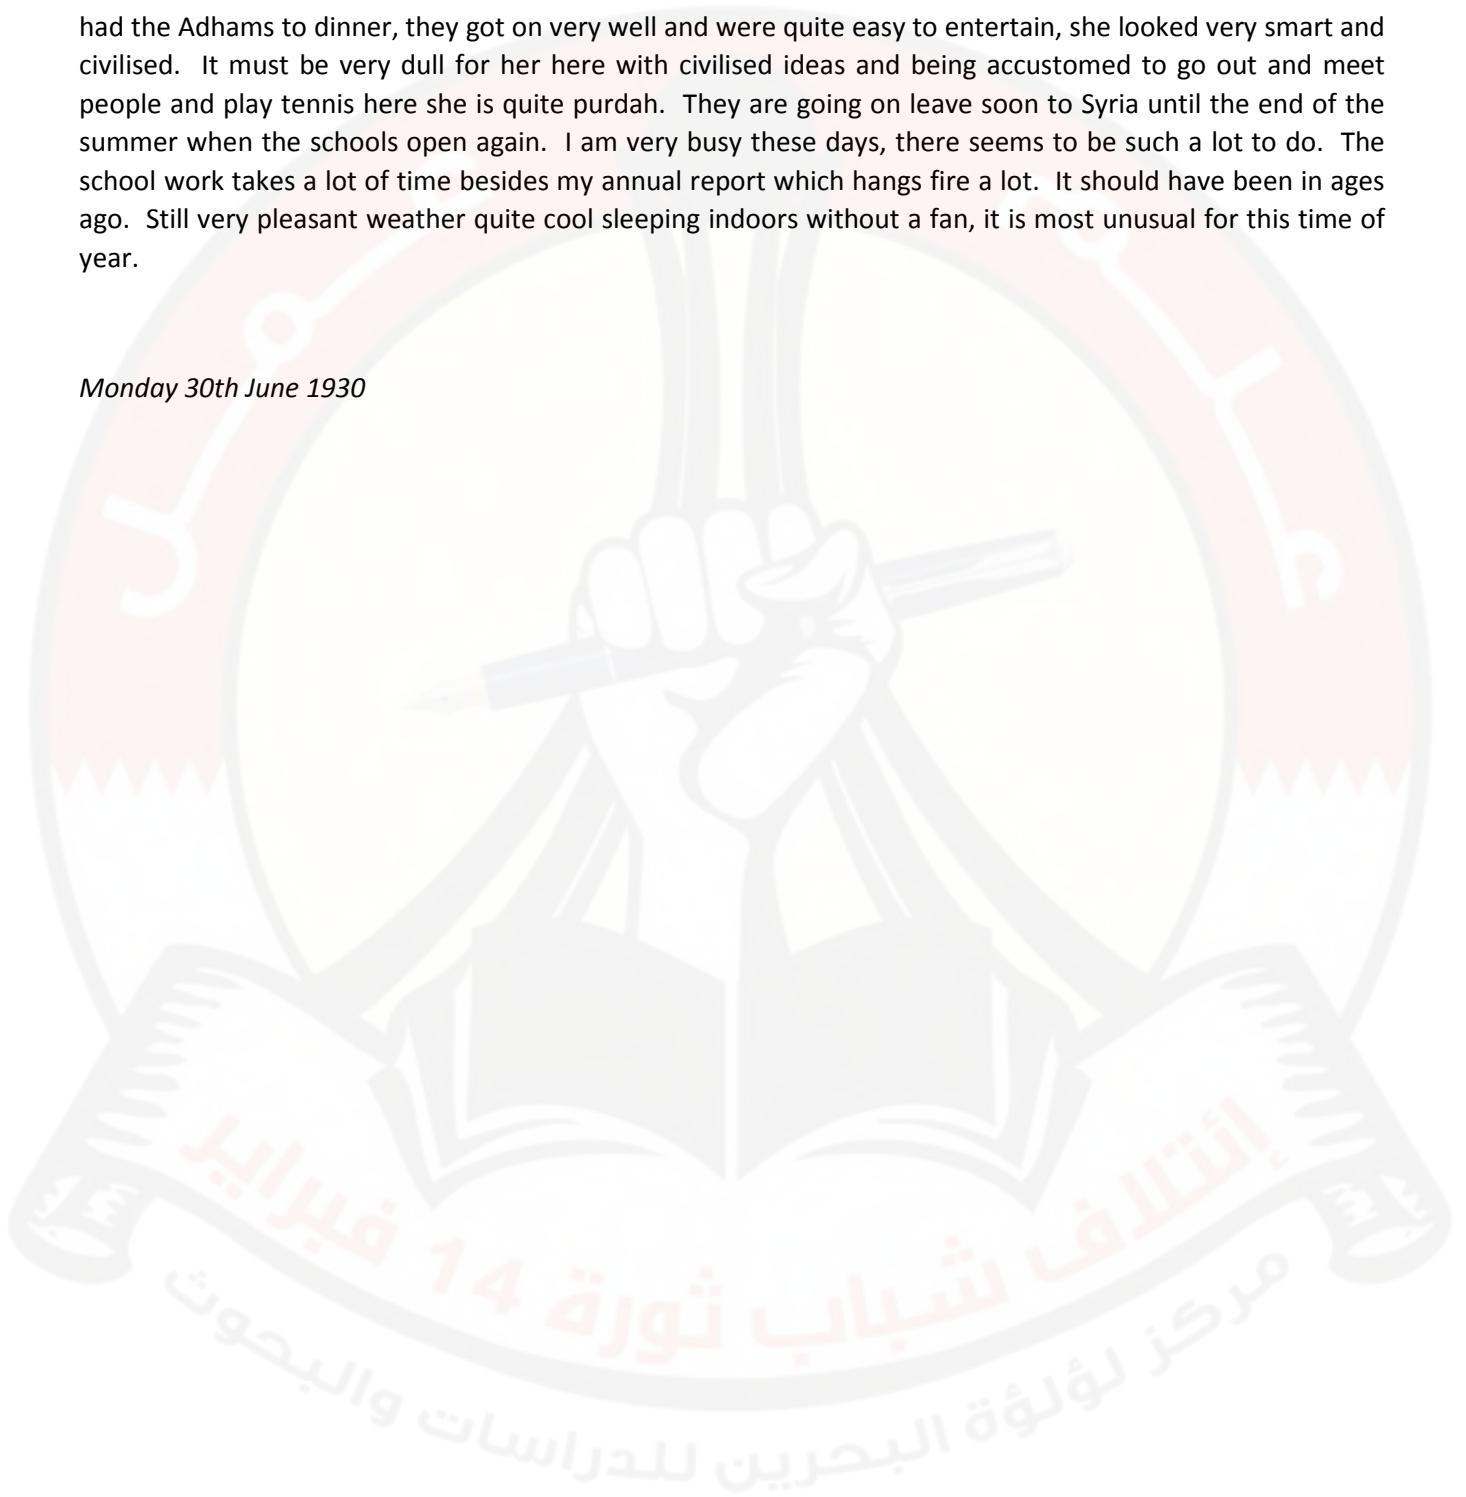 had the Adhams to dinner, they got on very well and were quite easy to entertain, she looked very smart and
civilised. It must be very dull for her here with civilised ideas and being accustomed to go out and meet
people and play tennis here she is quite purdah. They are going on leave soon to Syria until the end of the
summer when the schools open again. I am very busy these days, there seems to be such a lot to do. The
school work takes a lot of time besides my annual report which hangs fire a lot. It should have been in ages
ago. Still very pleasant weather quite cool sleeping indoors without a fan, it is most unusual for this time of
year.
Monday 30th June 1930
إئتلاف شباب ثورة 14 فبراير
مركز لؤلؤة البحرين للدراسات والبحوث